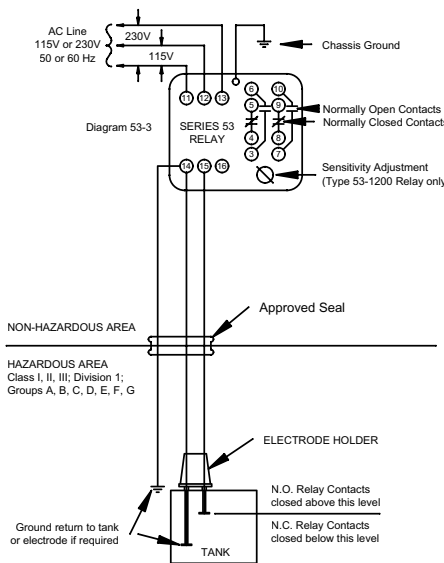 AC Line
115V or 230V
50 or 60 Hz
230V
115V
Chassis Ground
11 12 13
6 10
5 9
4 8
3 7
Normally Open Contacts
Normally Closed Contacts
Diagram 53-3
SERIES 53
RELAY
Sensitivity Adjustment
(Type 53-1200 Relay only
14 15 16
Approved Seal
NON-HAZARDOUS AREA
HAZARDOUS AREA
Class I, II, III; Division 1;
Groups A, B, C, D, E, F, G
ELECTRODE HOLDER
N.O. Relay Contacts
closed above this level
N.C. Relay Contacts
closed below this level
Ground return to tank
or electrode if required
TANK